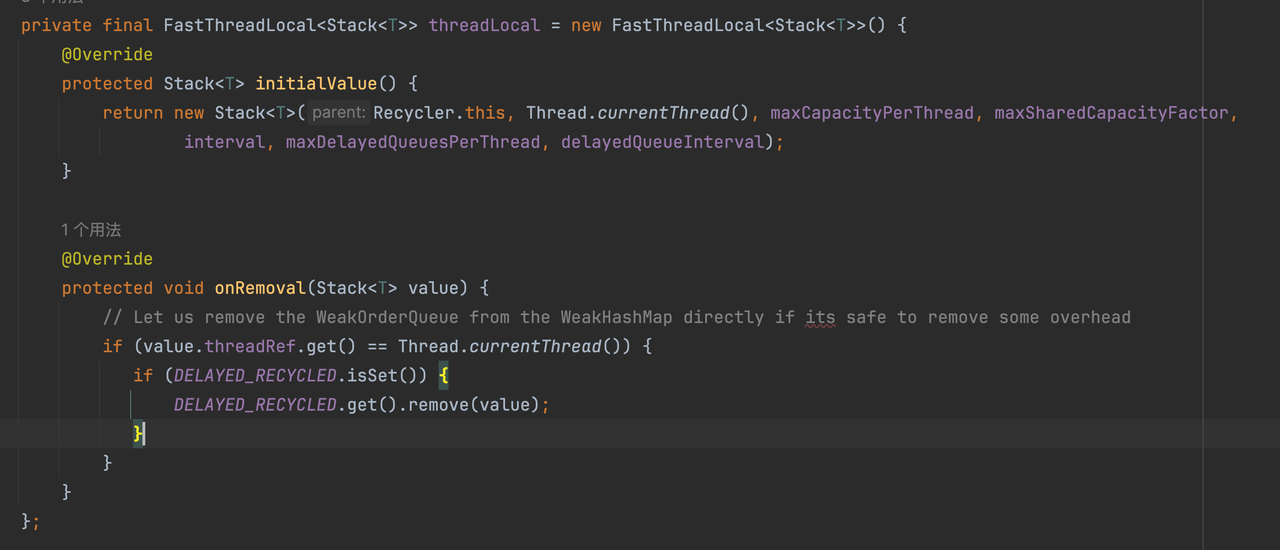 private final FastThreadLocal<Stack<T>> threadLocal = new FastThreadLocal<Stack<T>>() {
@Override
protected Stack<T> initialValue() {
return new Stack<T>( parent: Recycler.this, Thread.currentThread(), maxCapacityPerThread, maxSharedCapacityFactor,
interval, maxDelayedQueuesPerThread, delayedQueueInterval);
}
1 个用法
@Override
protected void onRemoval(Stack<T> value) {
// Let us remove the WeakOrderQueue from the WeakHashMap directly if its safe to remove some overhead
if (value.threadRef.get() == Thread.currentThread()) {
if (DELAYED_RECYCLED.isSet()) {
DELAYED_RECYCLED.get().remove(value);
}
}
}
};